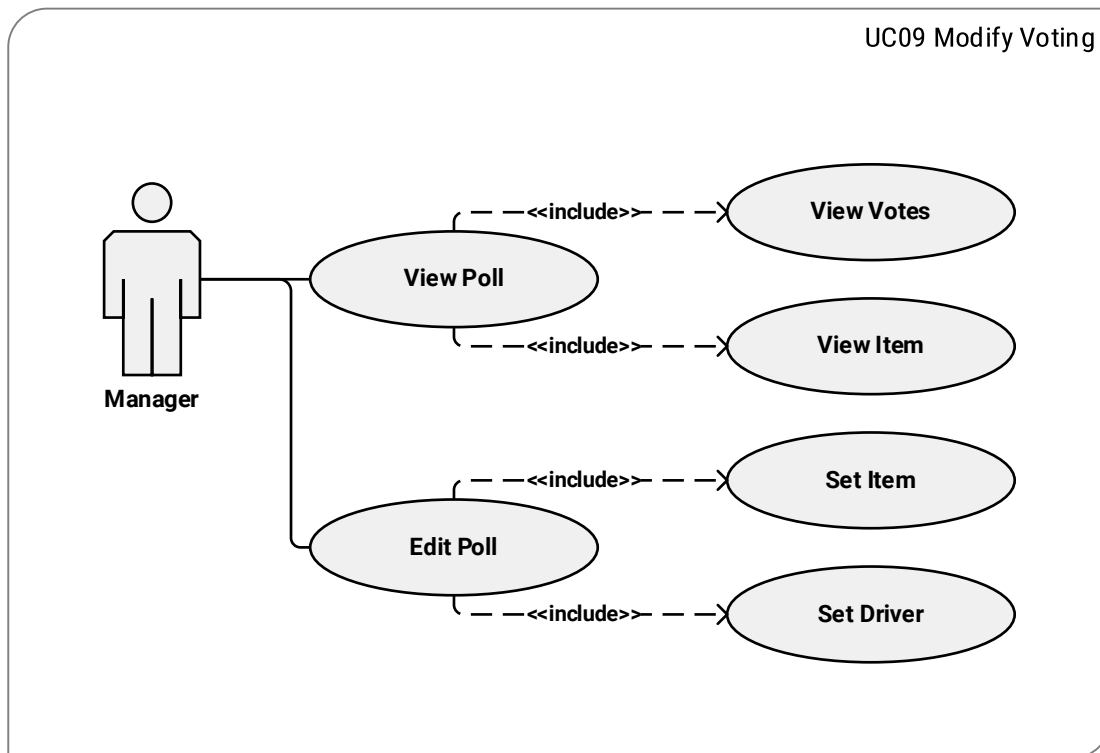 UC09 Modify Voting
<<include>>
View Votes
View Poll
<<include>>
View Item
Manager
<<include>>
Set Item
Edit Poll
<<include>>
Set Driver